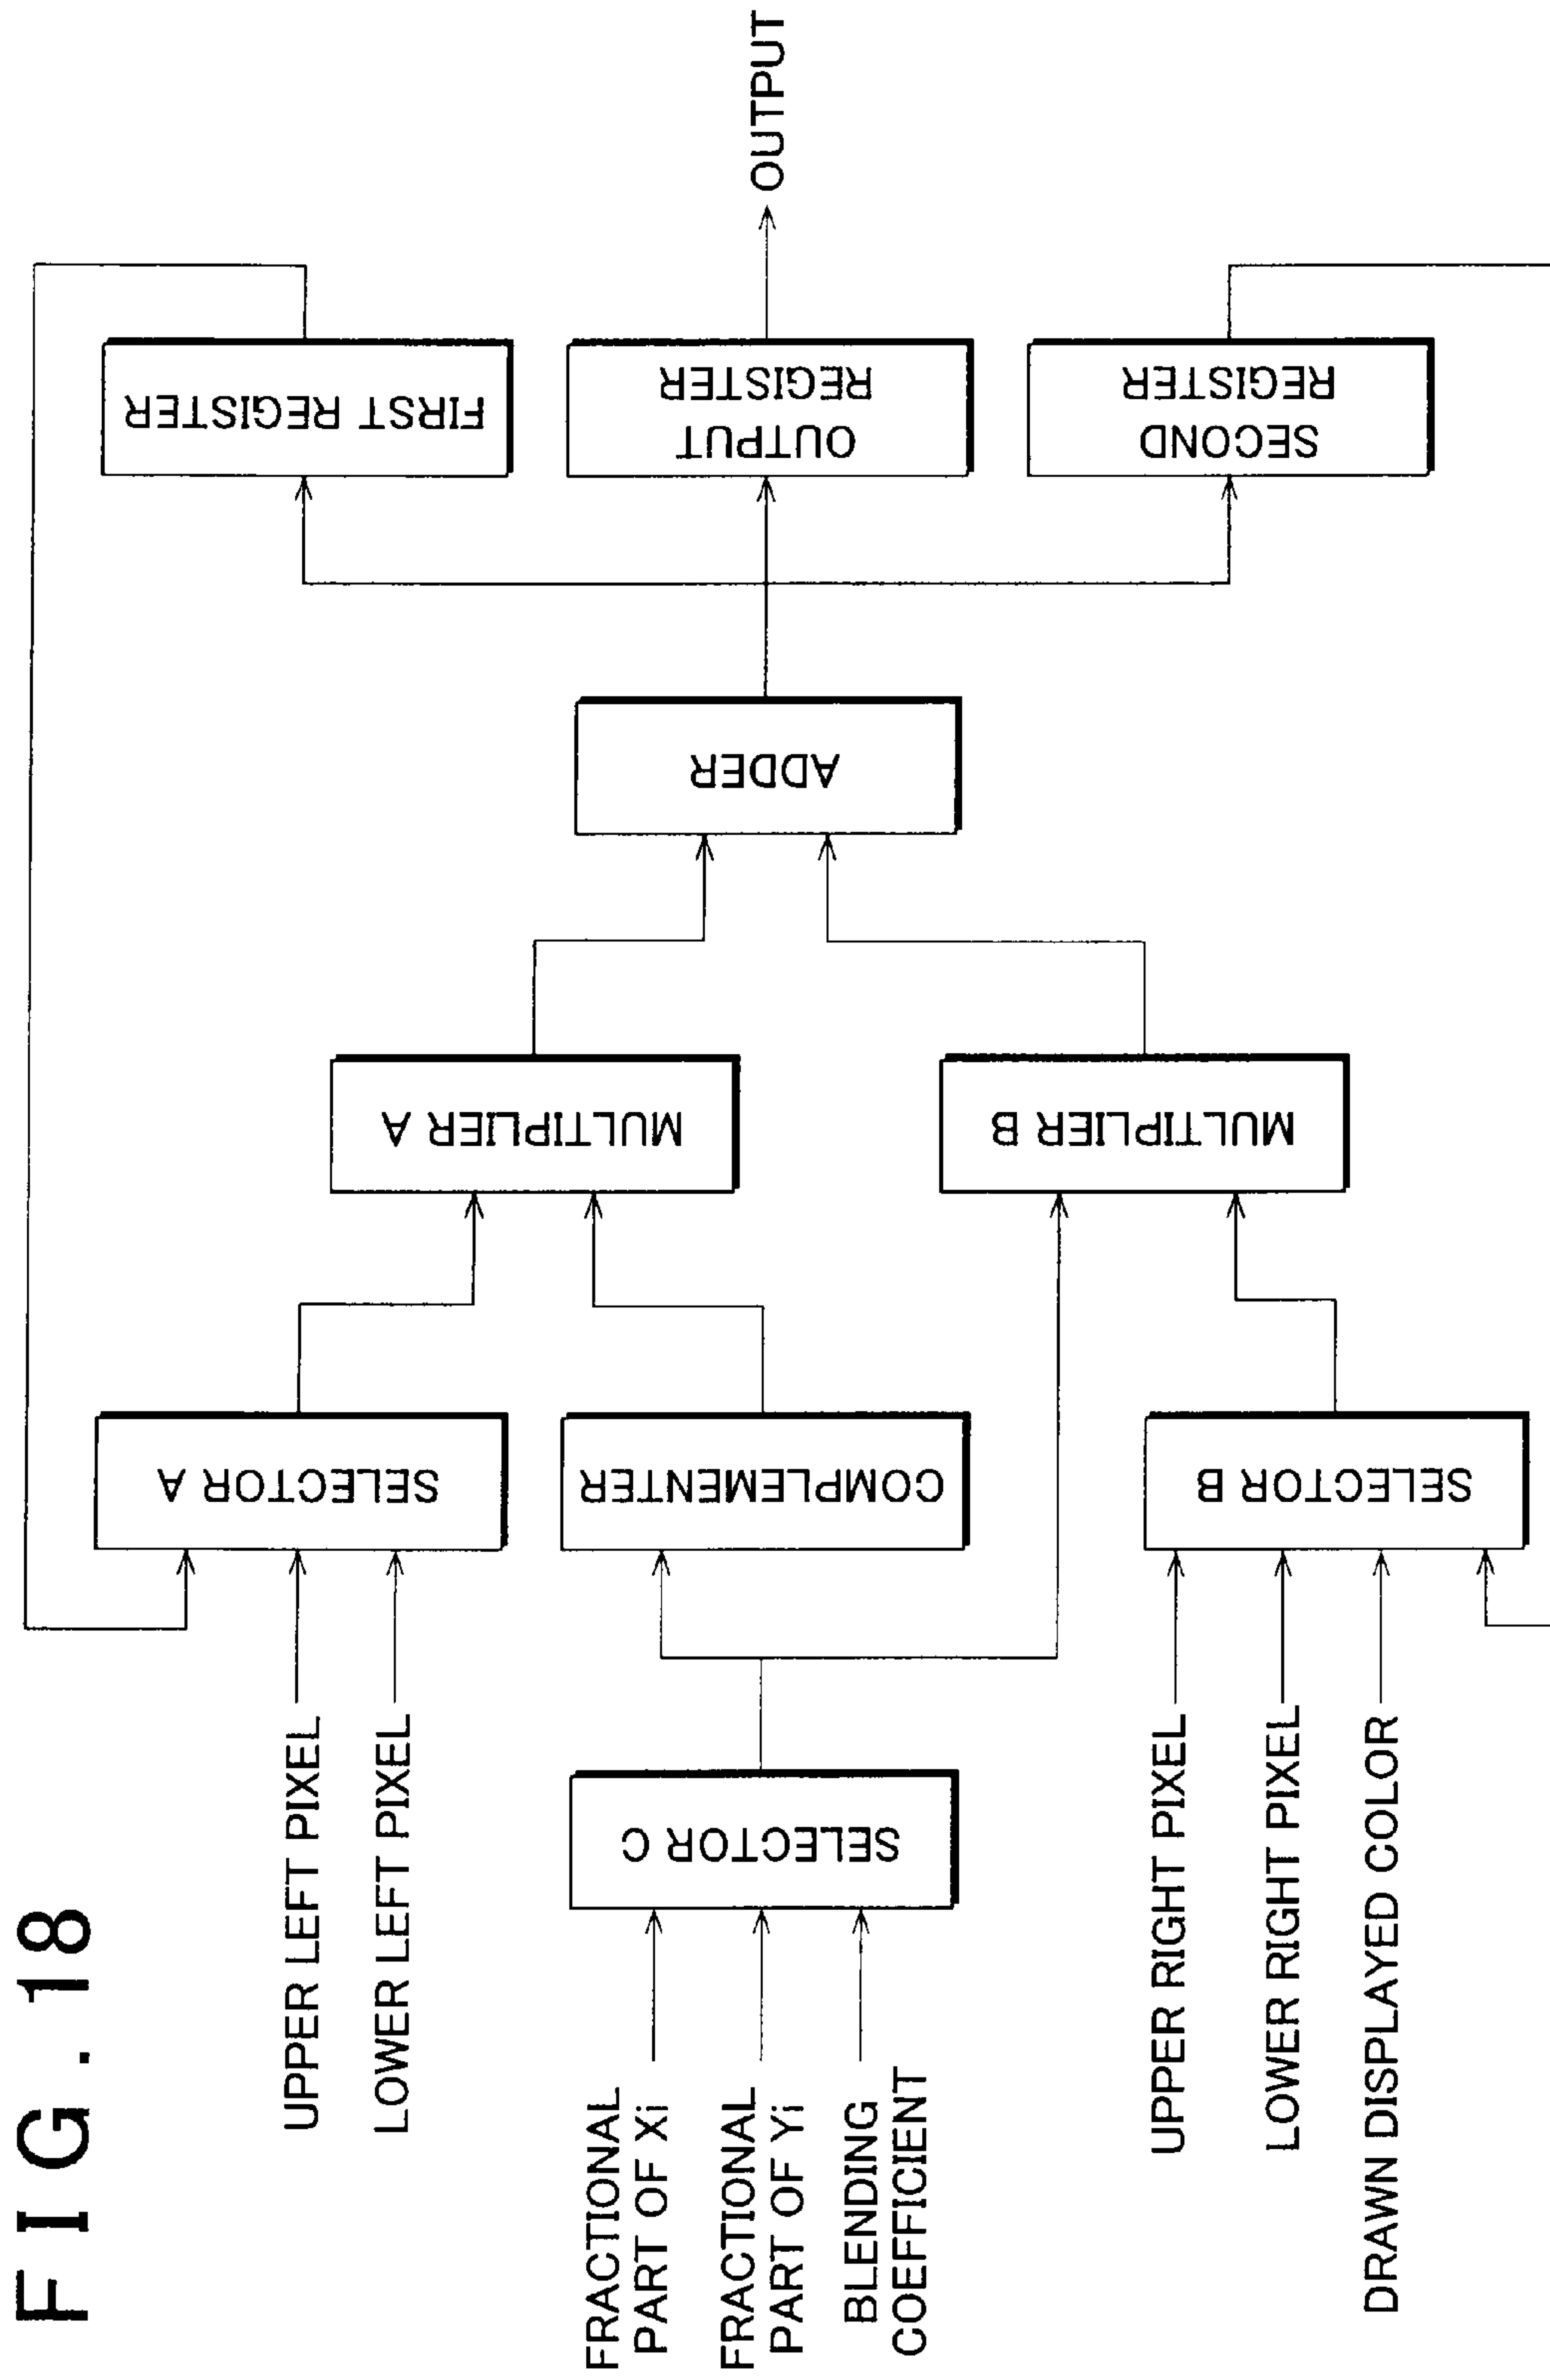 FIG. 18
UPPER LEFT PIXEL
LOWER LEFT PIXEL
FRACTIONAL
PART OF Xi
FRACTIONAL
PART OF Yi
BLENDING
COEFFICIENT
UPPER RIGHT PIXEL
LOWER RIGHT PIXEL
DRAWN DISPLAYED COLOR
SELECTOR C
SELECTOR A
COMPLEMENTER
SELECTOR B
MULTIPLIER A
MULTIPLIER B
ADDER
FIRST REGISTER
OUTPUT
REGISTER
SECOND
REGISTER
OUTPUT